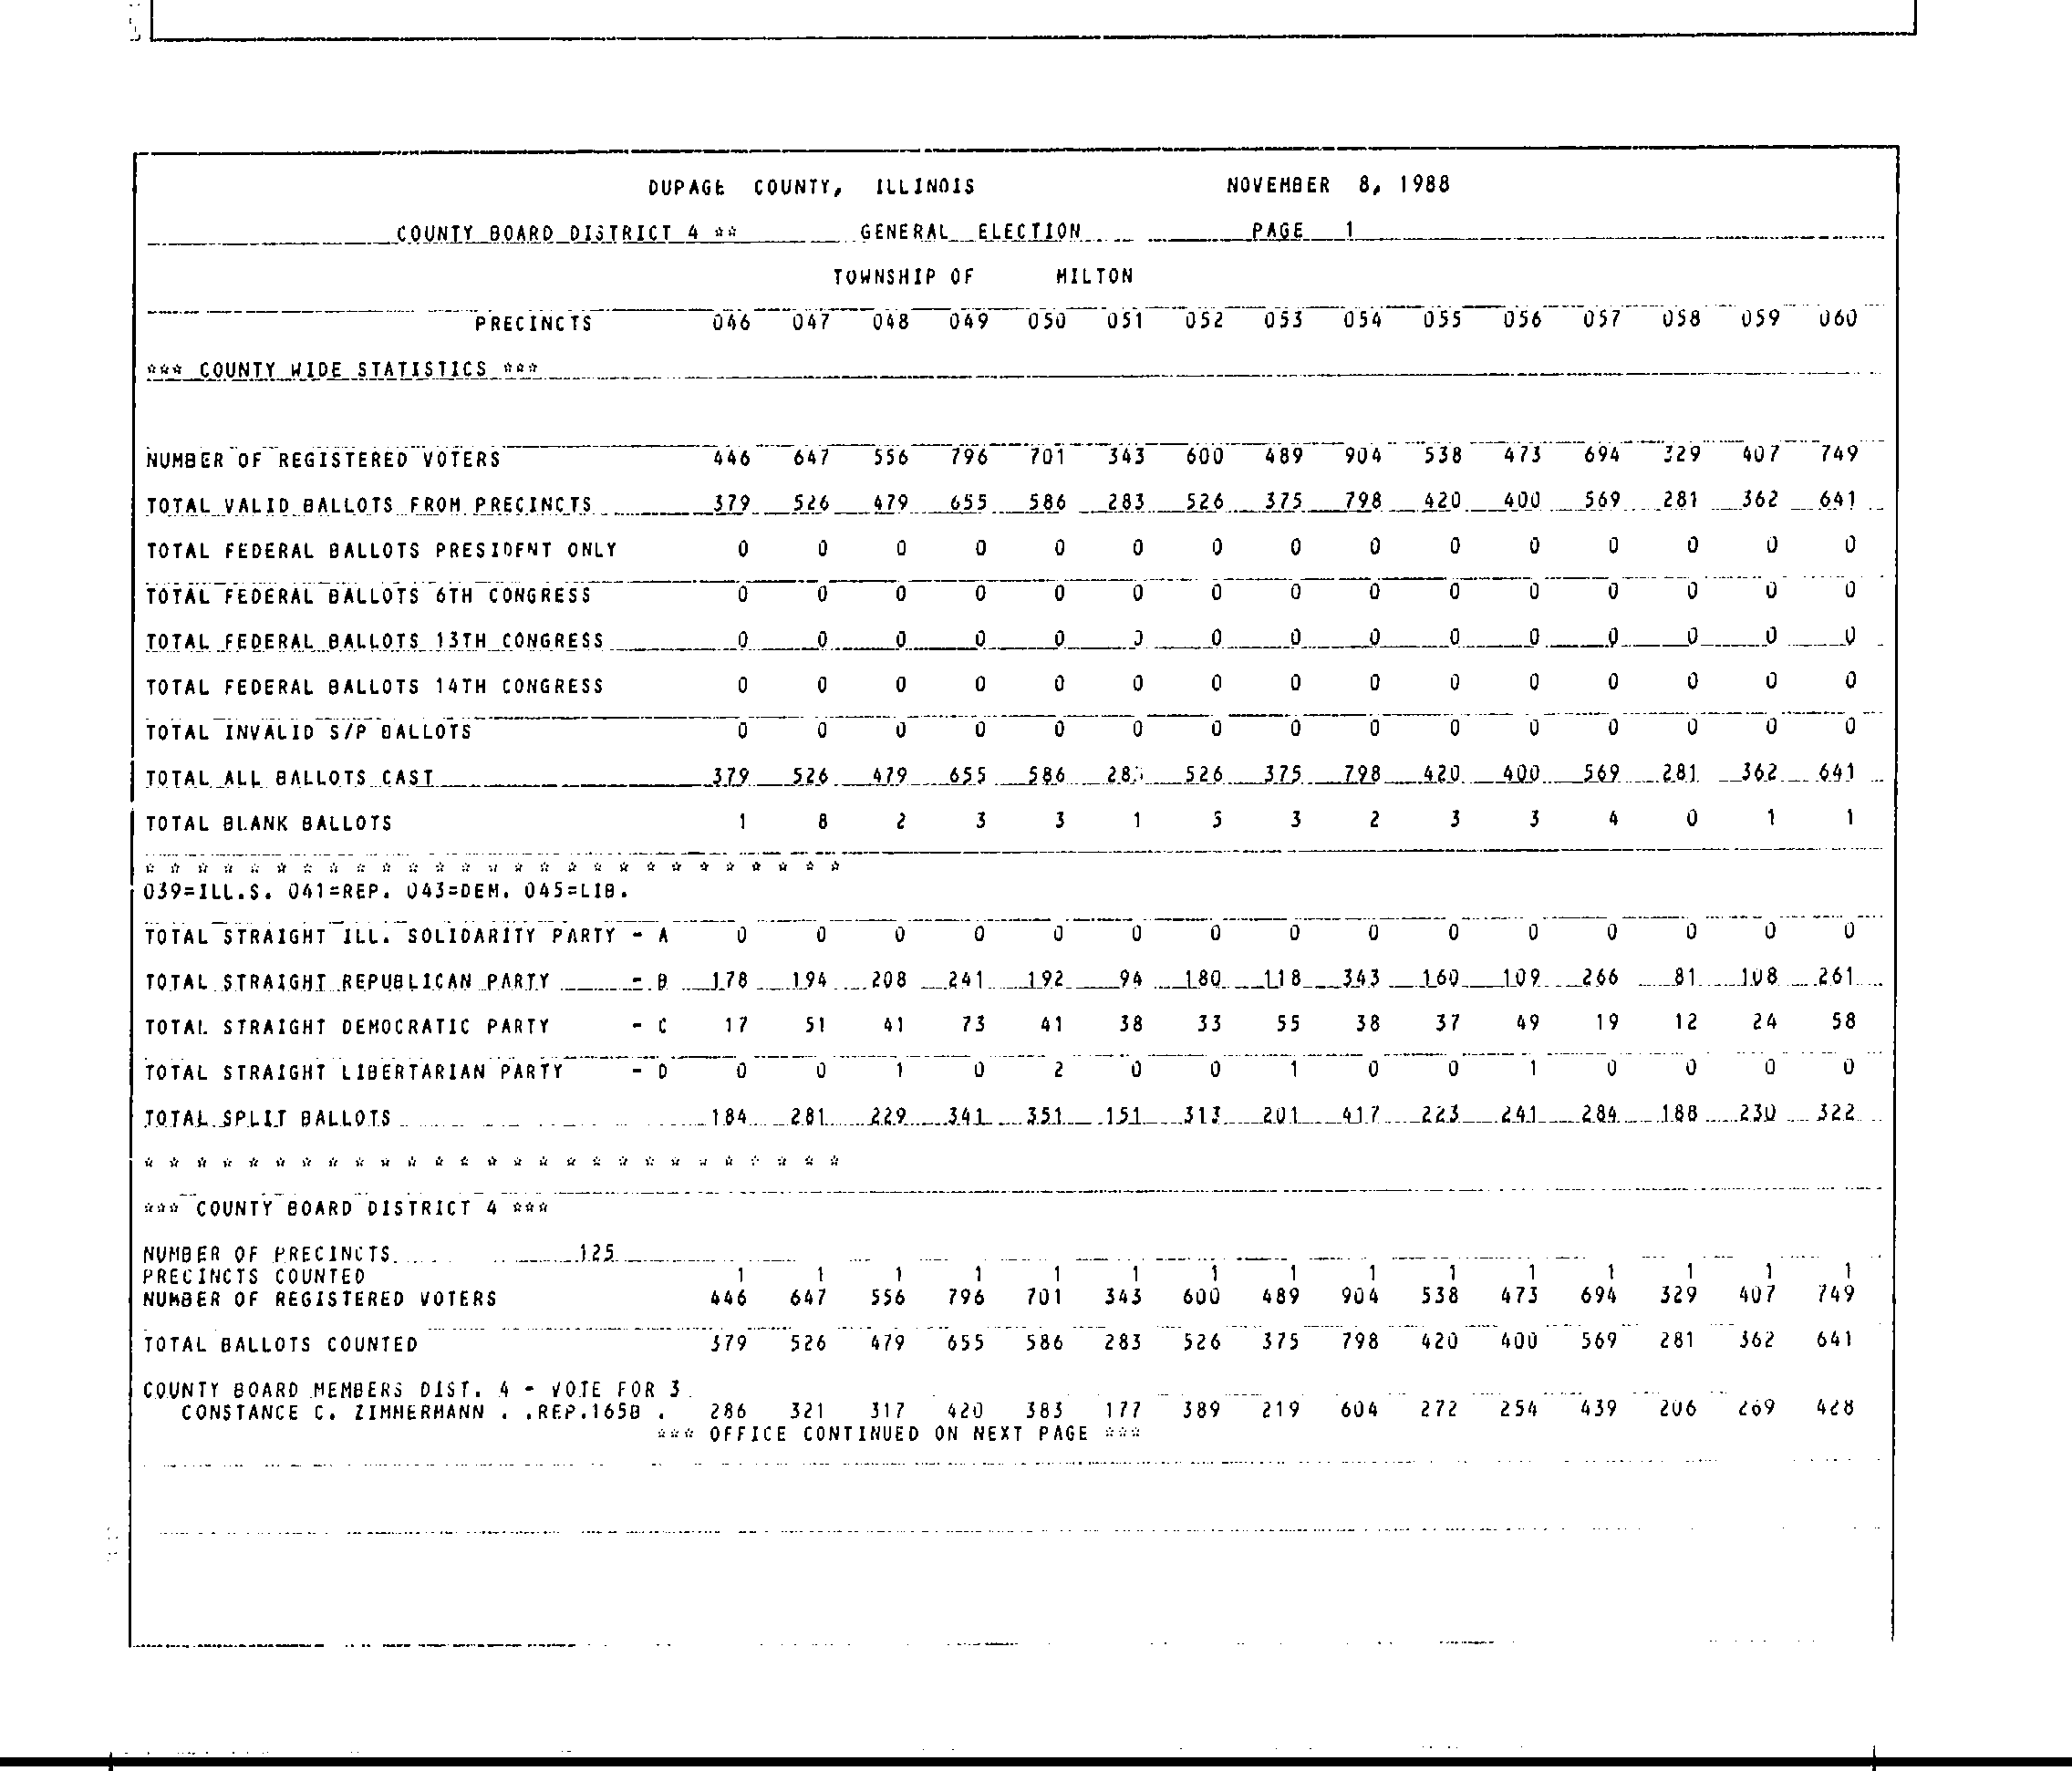 DUPAGE COUNTY, ILLINOIS NOVEMBER 8, 1988
COUNTY BOARD DISTRICT 4 ** GENERAL ELECTION PAGE 1
TOWNSHIP OF MILTON
PRECINCTS 046 047 048 049 050 051 052 053 054 055 056 057 058 059 060
*** COUNTY WIDE STATISTICS ***
NUMBER OF REGISTERED VOTERS 446 647 556 796 701 343 600 489 904 538 473 694 329 407 749
TOTAL VALID BALLOTS FROM PRECINCTS 379 526 479 655 586 283 526 375 798 420 400 569 281 362 641
TOTAL FEDERAL BALLOTS PRESIDENT ONLY 0 0 0 0 0 0 0 0 0 0 0 0 0 0 0
TOTAL FEDERAL BALLOTS 6TH CONGRESS 0 0 0 0 0 0 0 0 0 0 0 0 0 0 0
TOTAL FEDERAL BALLOTS 13TH CONGRESS 0 0 0 0 0 0 0 0 0 0 0 0 0 0 0
TOTAL FEDERAL BALLOTS 14TH CONGRESS 0 0 0 0 0 0 0 0 0 0 0 0 0 0 0
TOTAL INVALID S/P BALLOTS 0 0 0 0 0 0 0 0 0 0 0 0 0 0 0
TOTAL ALL BALLOTS CAST 379 526 479 655 586 283 526 375 798 420 400 569 281 362 641
TOTAL BLANK BALLOTS 1 8 2 3 3 1 5 3 2 3 3 4 0 1 1
* * * * * * * * * * * * * * * * * * * * * * * * * * *
039=ILL.S. 041=REP. 043=DEM. 045=LIB.
TOTAL STRAIGHT ILL. SOLIDARITY PARTY - A 0 0 0 0 0 0 0 0 0 0 0 0 0 0 0
TOTAL STRAIGHT REPUBLICAN PARTY - B 178 194 208 241 192 94 180 118 343 160 109 266 81 108 261
TOTAL STRAIGHT DEMOCRATIC PARTY - C 17 51 41 73 41 38 33 55 38 37 49 19 12 24 58
TOTAL STRAIGHT LIBERTARIAN PARTY - D 0 0 1 0 2 0 0 1 0 0 1 0 0 0 0
TOTAL SPLIT BALLOTS 184 281 229 341 351 151 313 201 417 223 241 284 188 230 322
* * * * * * * * * * * * * * * * * * * * * * * * * * *
*** COUNTY BOARD DISTRICT 4 ***
NUMBER OF PRECINCTS 125
PRECINCTS COUNTED 1 1 1 1 1 1 1 1 1 1 1 1 1 1 1
NUMBER OF REGISTERED VOTERS 446 647 556 796 701 343 600 489 904 538 473 694 329 407 749
TOTAL BALLOTS COUNTED 379 526 479 655 586 283 526 375 798 420 400 569 281 362 641
COUNTY BOARD MEMBERS DIST. 4 - VOTE FOR 3
CONSTANCE C. ZIMMERMANN . .REP.165B . 286 321 317 420 383 177 389 219 604 272 254 439 206 269 428
*** OFFICE CONTINUED ON NEXT PAGE ***